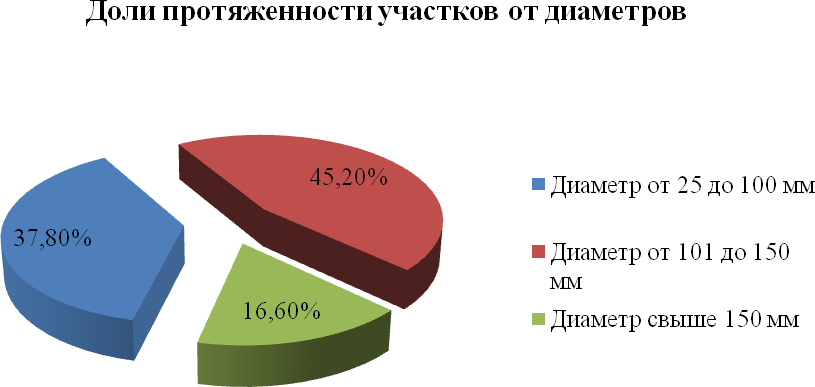 Доли протяженности участков от диаметров
45,20%
37,80%
16,60%
Диаметр от 25 до 100 мм
Диаметр от 101 до 150
мм
Диаметр свыше 150 мм